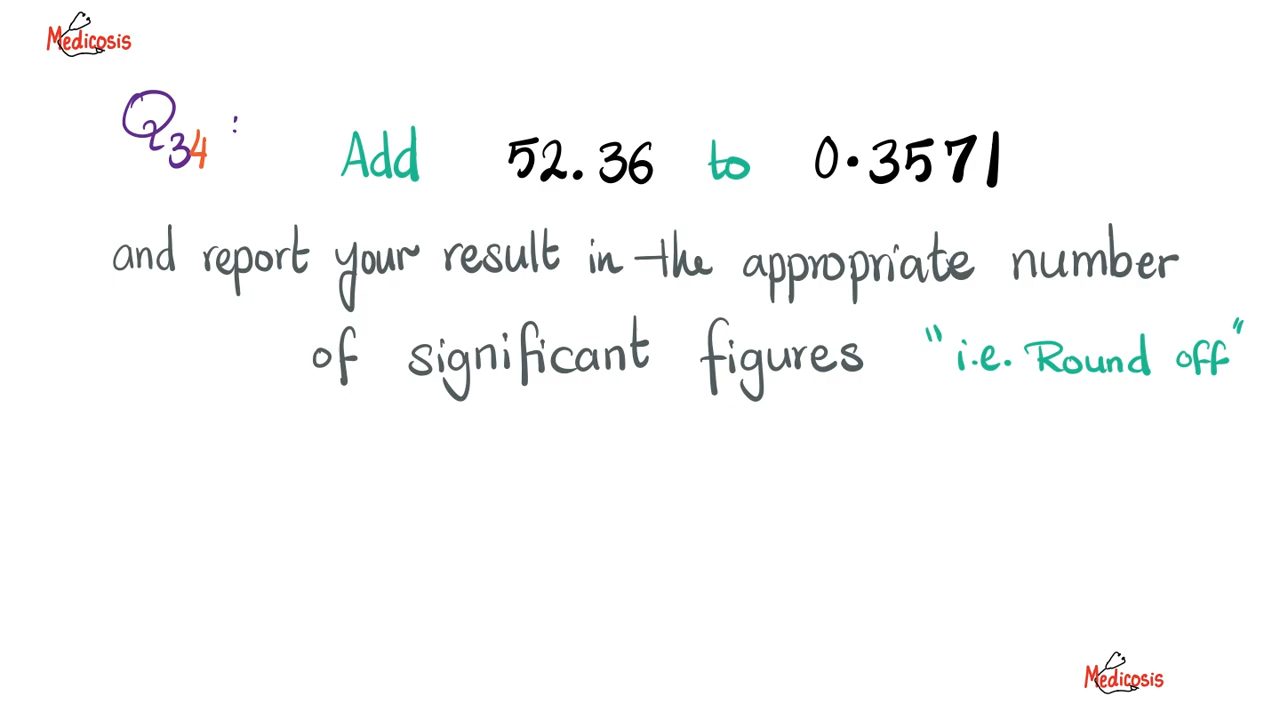 Medicosis
Q34:
Add 52.36 to 0.3571
and report your result in the appropriate number
of significant figures "i.e. Round off"
Medicosis